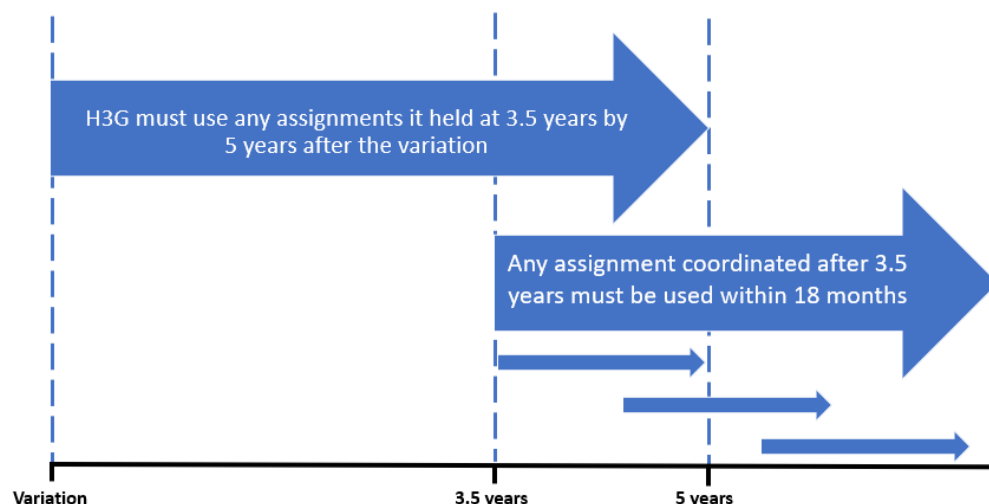 H3G must use any assignments it held at 3.5 years by
5 years after the variation
Any assignment coordinated after 3.5
years must be used within 18 months
Variation
3.5 years
5 years